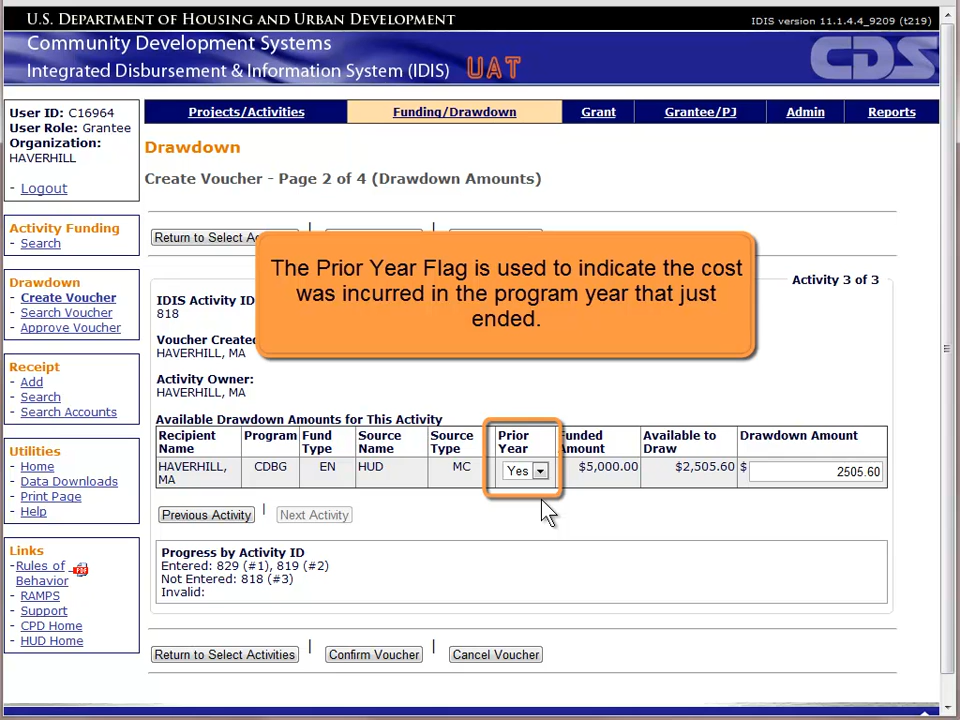 U.S. DEPARTMENT OF HOUSING AND URBAN DEVELOPMENT
IDIS version 11.1.4.4_9209 (t219)
Community Development Systems
Integrated Disbursement & Information System (IDIS) UAT
CDS
User ID: C16964
User Role: Grantee
Organization:
HAVERHILL
- Logout
Projects/Activities Funding/Drawdown Grant Grantee/PJ Admin Reports
Activity Funding
- Search
Drawdown
- Create Voucher
- Search Voucher
- Approve Voucher
Receipt
- Add
- Search
- Search Accounts
Utilities
- Home
- Data Downloads
- Print Page
- Help
Links
- Rules of
Behavior
- RAMPS
- Support
- CPD Home
- HUD Home
Drawdown
Create Voucher - Page 2 of 4 (Drawdown Amounts)
Return to Select
The Prior Year Flag is used to indicate the cost
was incurred in the program year that just
ended.
Activity 3 of 3
IDIS Activity ID
818
Voucher Created
HAVERHILL, MA
Activity Owner:
HAVERHILL, MA
Available Drawdown Amounts for This Activity
Recipient Name Program Fund Type Source Name Source Type Prior Year Funded Amount Available to Draw Drawdown Amount
HAVERHILL, MA CDBG EN HUD MC Yes $5,000.00 $2,505.60 $ 2505.60
Previous Activity | Next Activity
Progress by Activity ID
Entered: 829 (#1), 819 (#2)
Not Entered: 818 (#3)
Invalid:
Return to Select Activities | Confirm Voucher | Cancel Voucher